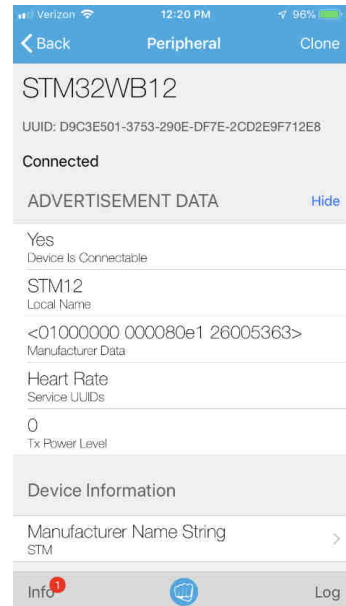 Verizon 12:20 PM 96%
Back Peripheral Clone
STM32WB12
UUID: D9C3E501-3753-290E-DF7E-2CD2E9F712E8
Connected
ADVERTISEMENT DATA Hide
Yes
Device Is Connectable
STM12
Local Name
<01000000 000080e1 26005363>
Manufacturer Data
Heart Rate
Service UUIDs
0
Tx Power Level
Device Information
Manufacturer Name String
STM
Info 1 Log